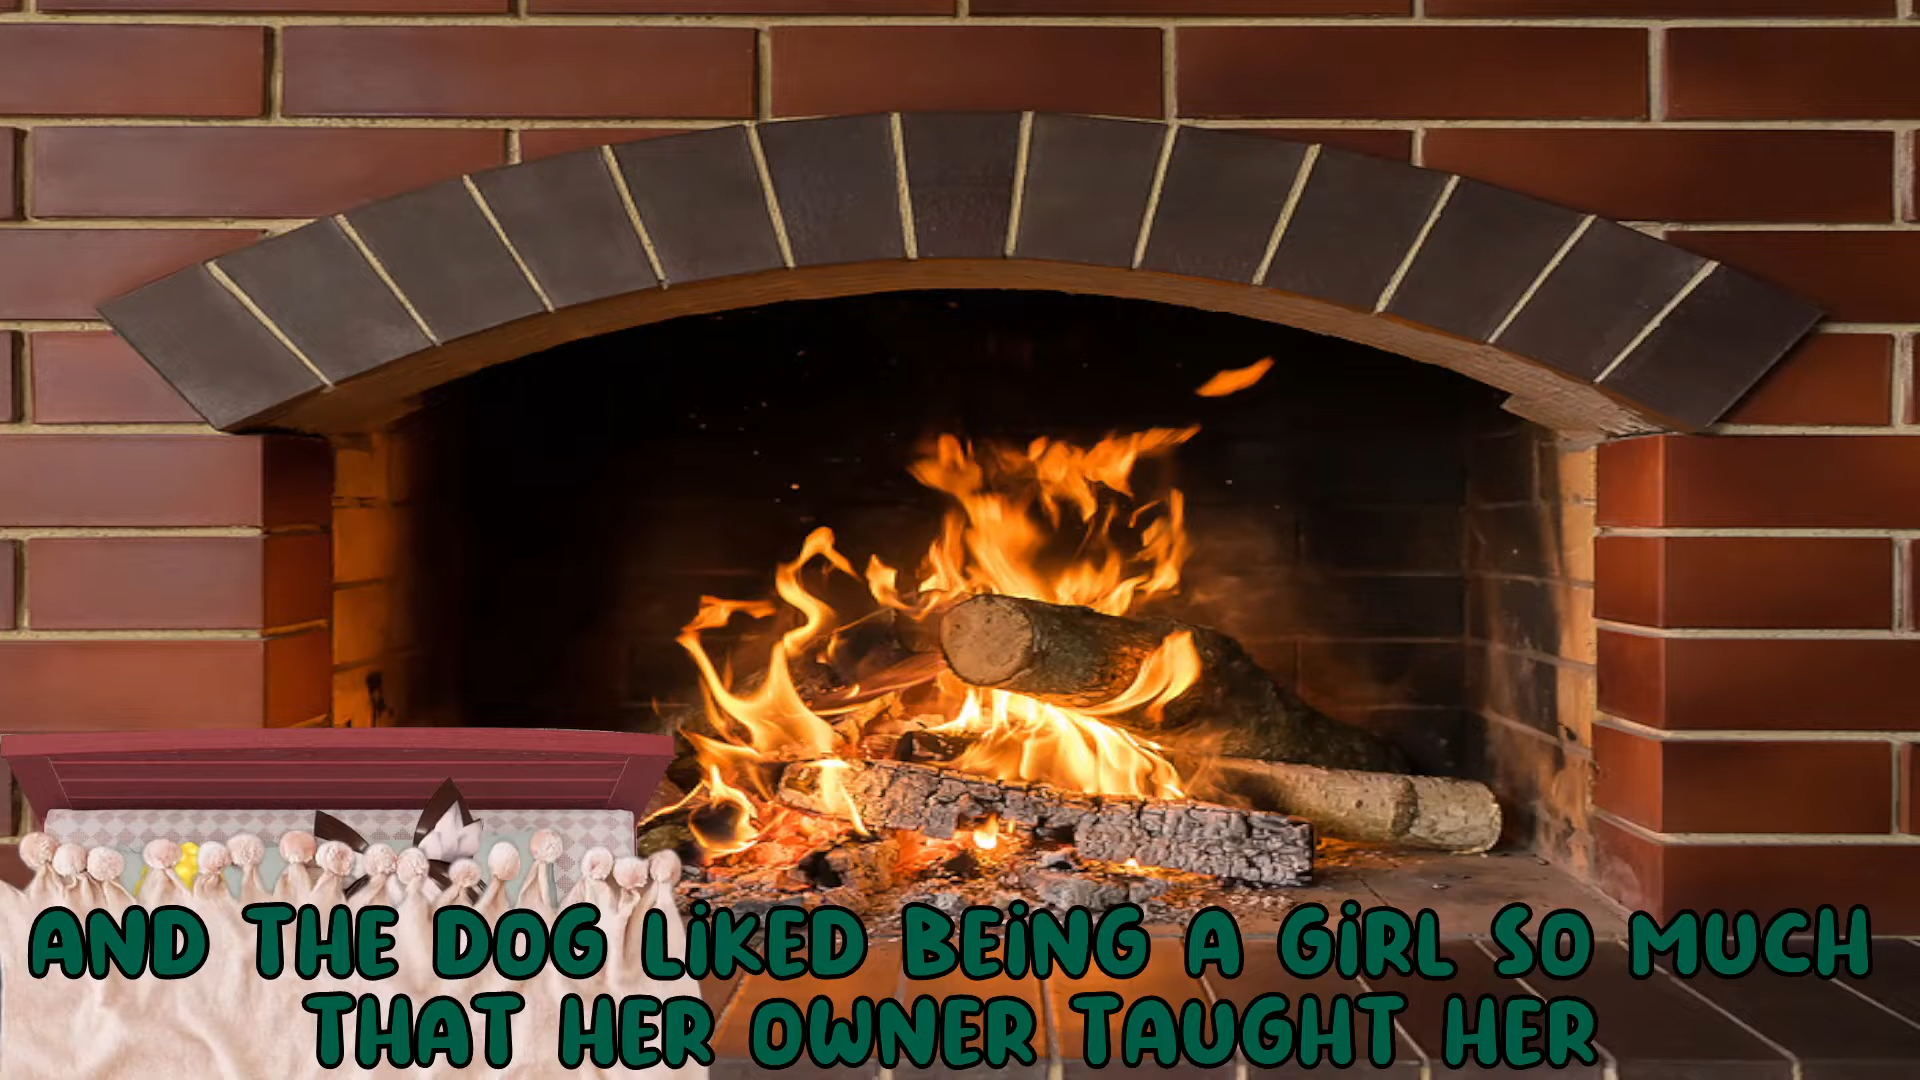 AND THE DOG LIKED BEING A GIRL SO MUCH
THAT HER OWNER TAUGHT HER